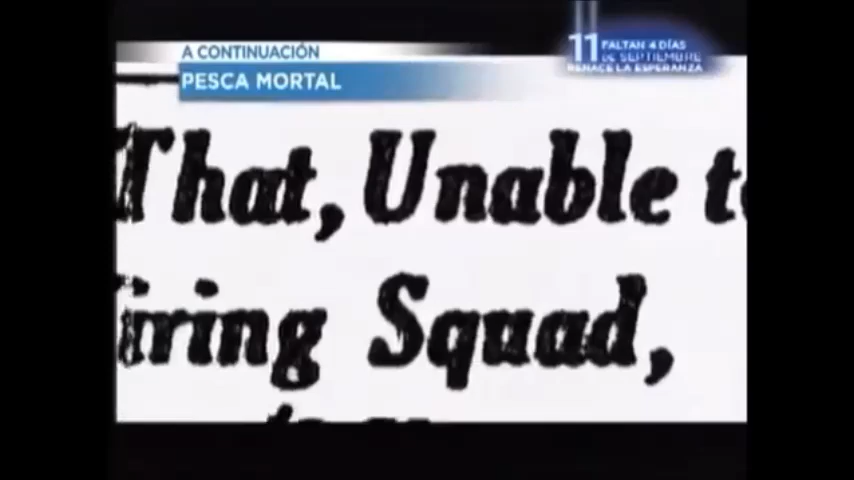 A CONTINUACIÓN
PESCA MORTAL
11 FALTAN 4 DÍAS
DE SEPTIEMBRE
RENACE LA ESPERANZA
That, Unable
iring Squad,